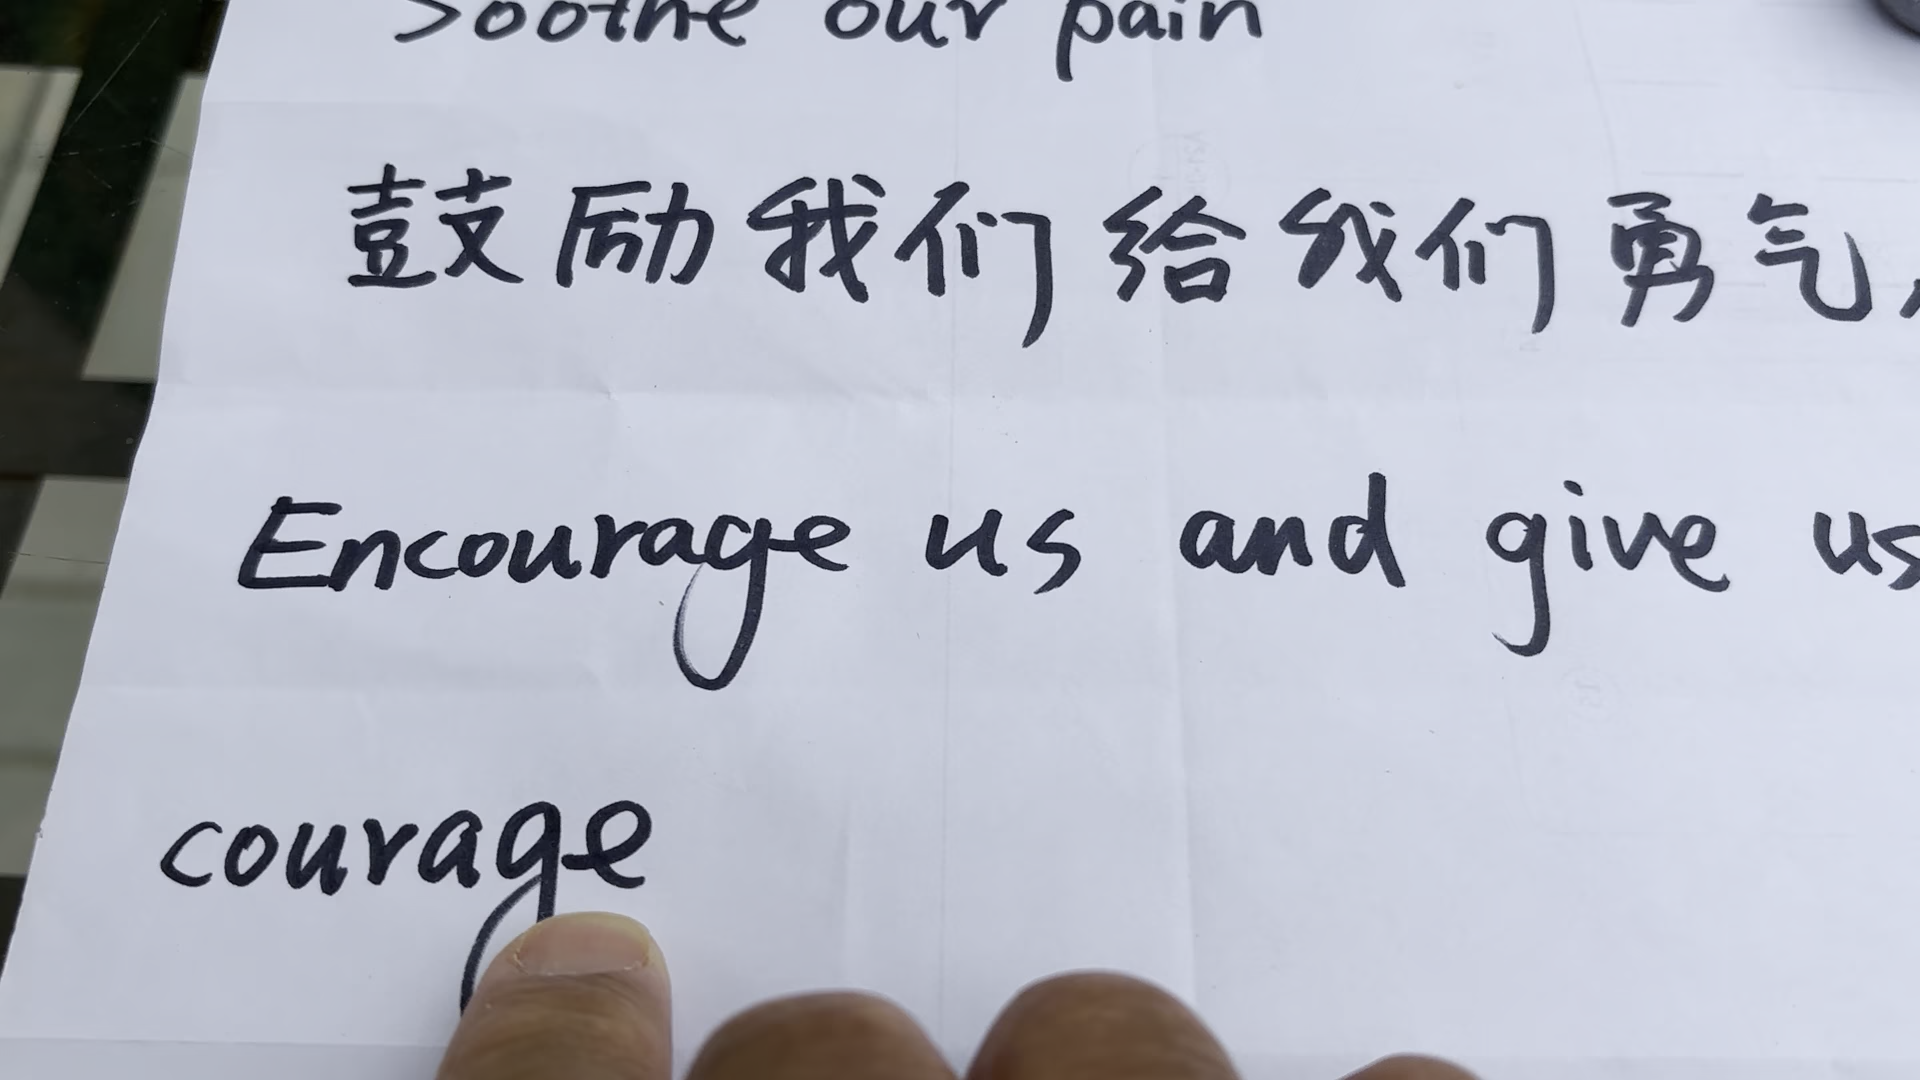 Soothe our pain
鼓励我们给我们勇气
Encourage us and give us
courage